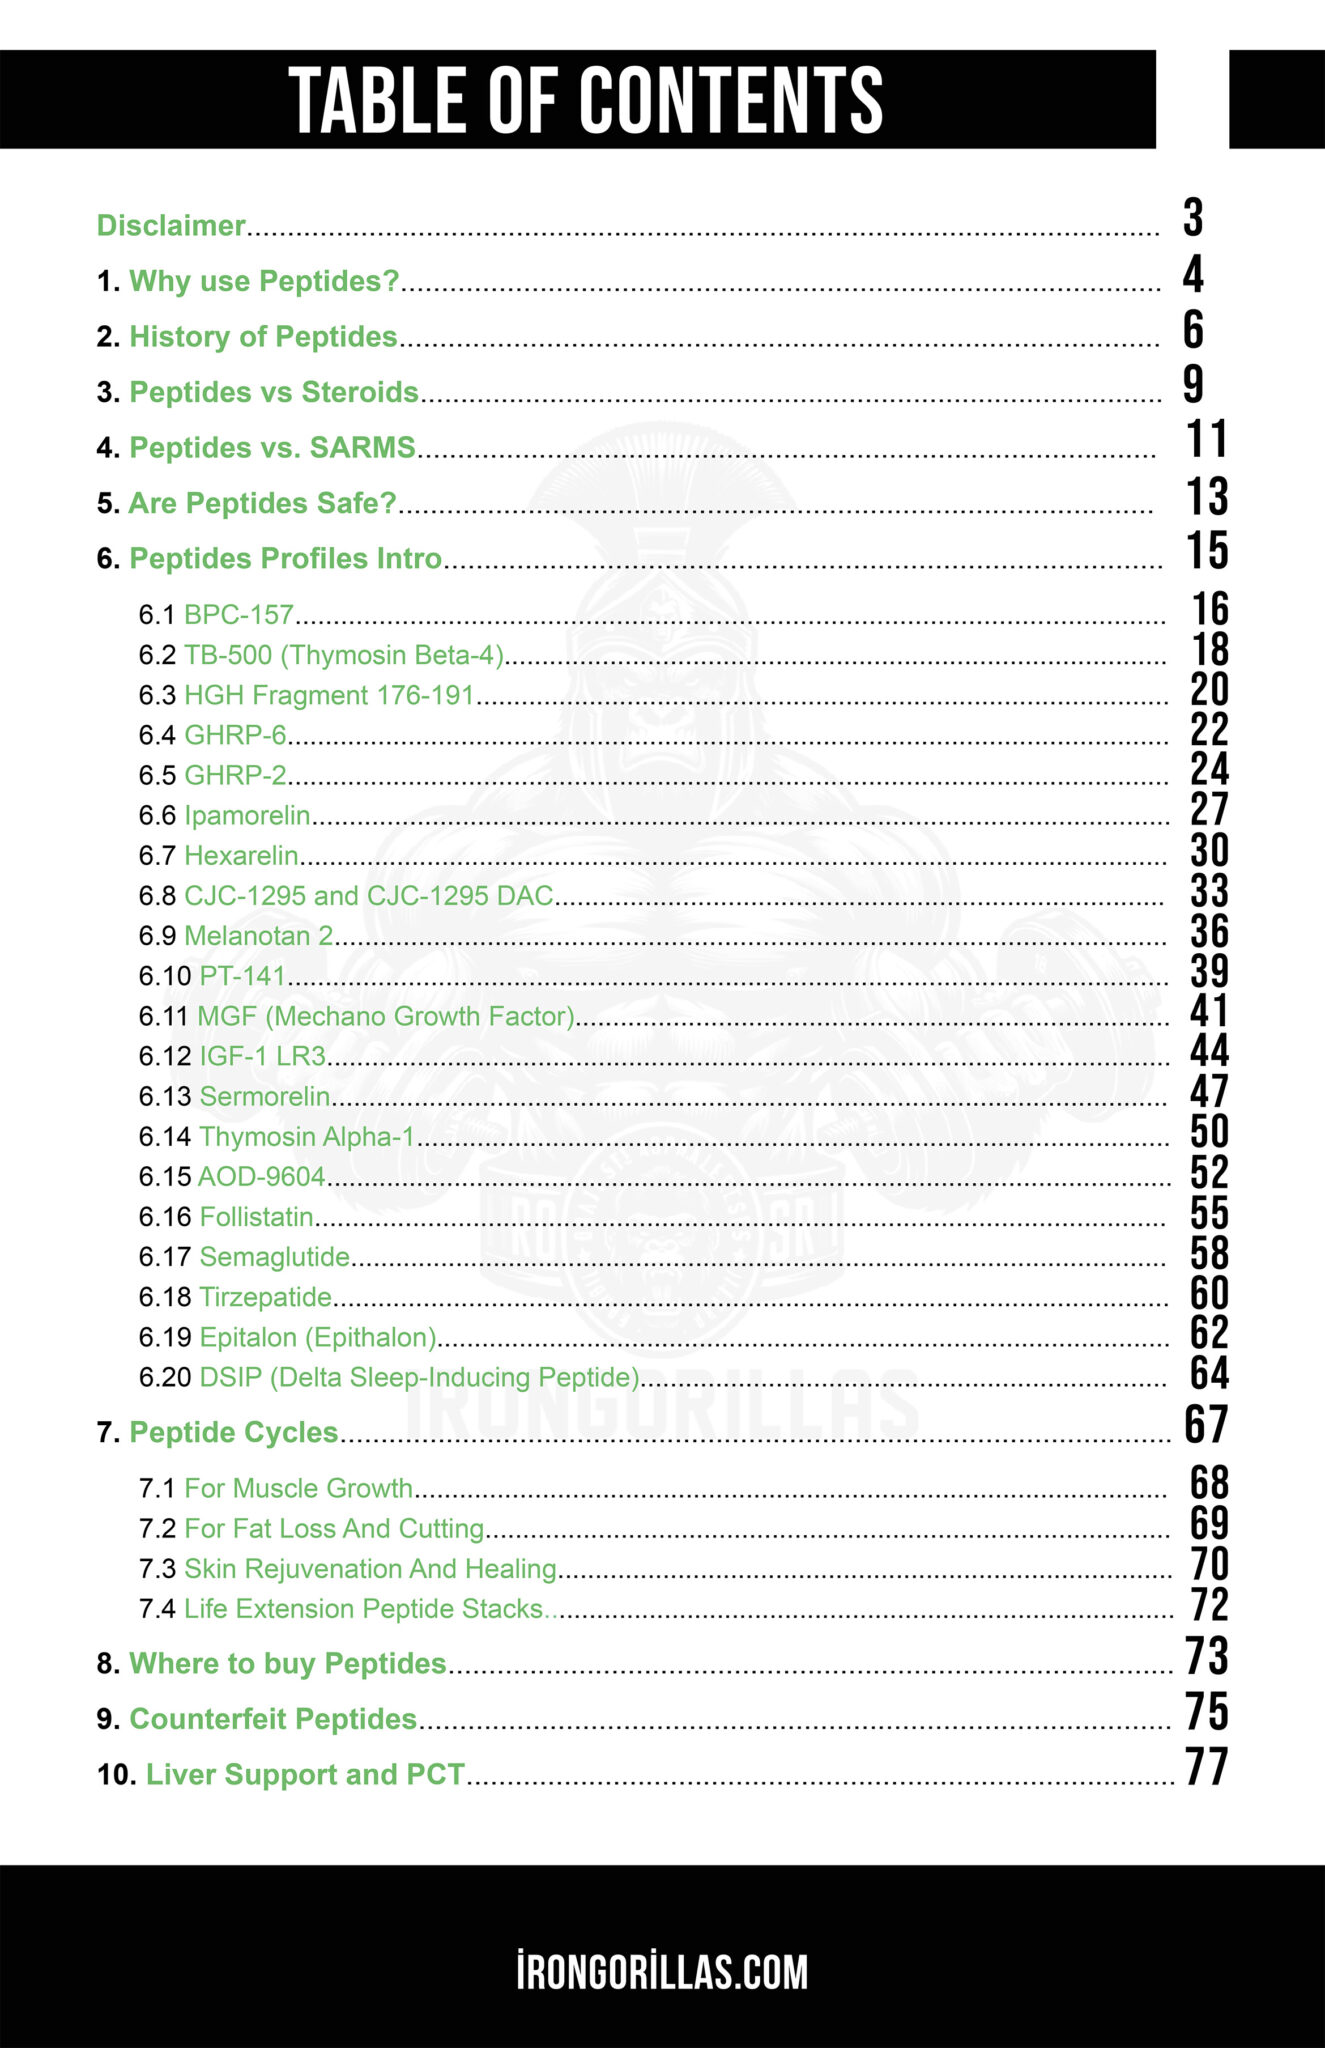 TABLE OF CONTENTS
Disclaimer........................................ 3
1. Why use Peptides?........................................ 4
2. History of Peptides........................................ 6
3. Peptides vs Steroids........................................ 9
4. Peptides vs. SARMS........................................ 11
5. Are Peptides Safe?........................................ 13
6. Peptides Profiles Intro........................................ 15
6.1 BPC-157........................................ 16
6.2 TB-500 (Thymosin Beta-4)........................................ 18
6.3 HGH Fragment 176-191........................................ 20
6.4 GHRP-6........................................ 22
6.5 GHRP-2........................................ 24
6.6 Ipamorelin........................................ 27
6.7 Hexarelin........................................ 30
6.8 CJC-1295 and CJC-1295 DAC........................................ 33
6.9 Melanotan 2........................................ 36
6.10 PT-141........................................ 39
6.11 MGF (Mechano Growth Factor)........................................ 41
6.12 IGF-1 LR3........................................ 44
6.13 Sermorelin........................................ 47
6.14 Thymosin Alpha-1........................................ 50
6.15 AOD-9604........................................ 52
6.16 Follistatin........................................ 55
6.17 Semaglutide........................................ 58
6.18 Tirzepatide........................................ 60
6.19 Epitalon (Epithalon)........................................ 62
6.20 DSIP (Delta Sleep-Inducing Peptide)........................................ 64
IRONGORILLAS
7. Peptide Cycles........................................ 67
7.1 For Muscle Growth........................................ 68
7.2 For Fat Loss And Cutting........................................ 69
7.3 Skin Rejuvenation And Healing........................................ 70
7.4 Life Extension Peptide Stacks........................................ 72
8. Where to buy Peptides........................................ 73
9. Counterfeit Peptides........................................ 75
10. Liver Support and PCT........................................ 77
İRONGORİLLAS.COM